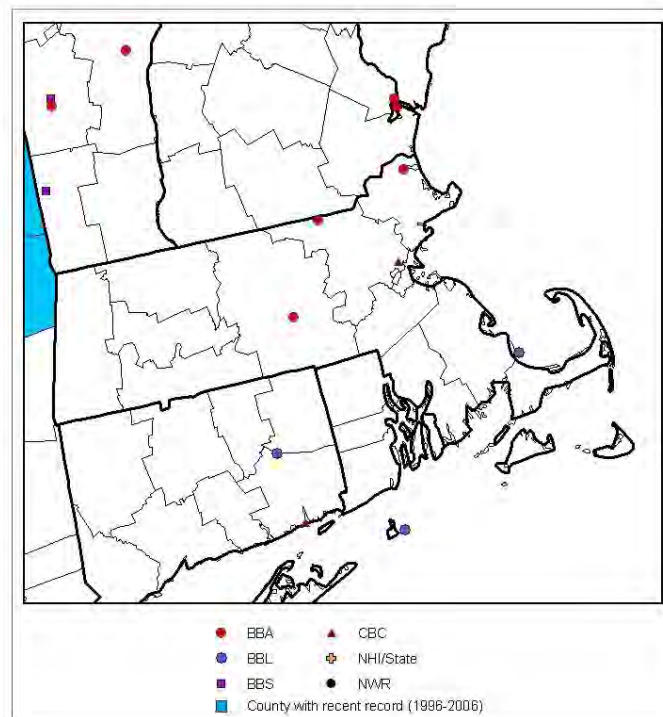 BBA CBC
BBL NHI/State
BBS NWR
County with recent record (1996-2006)